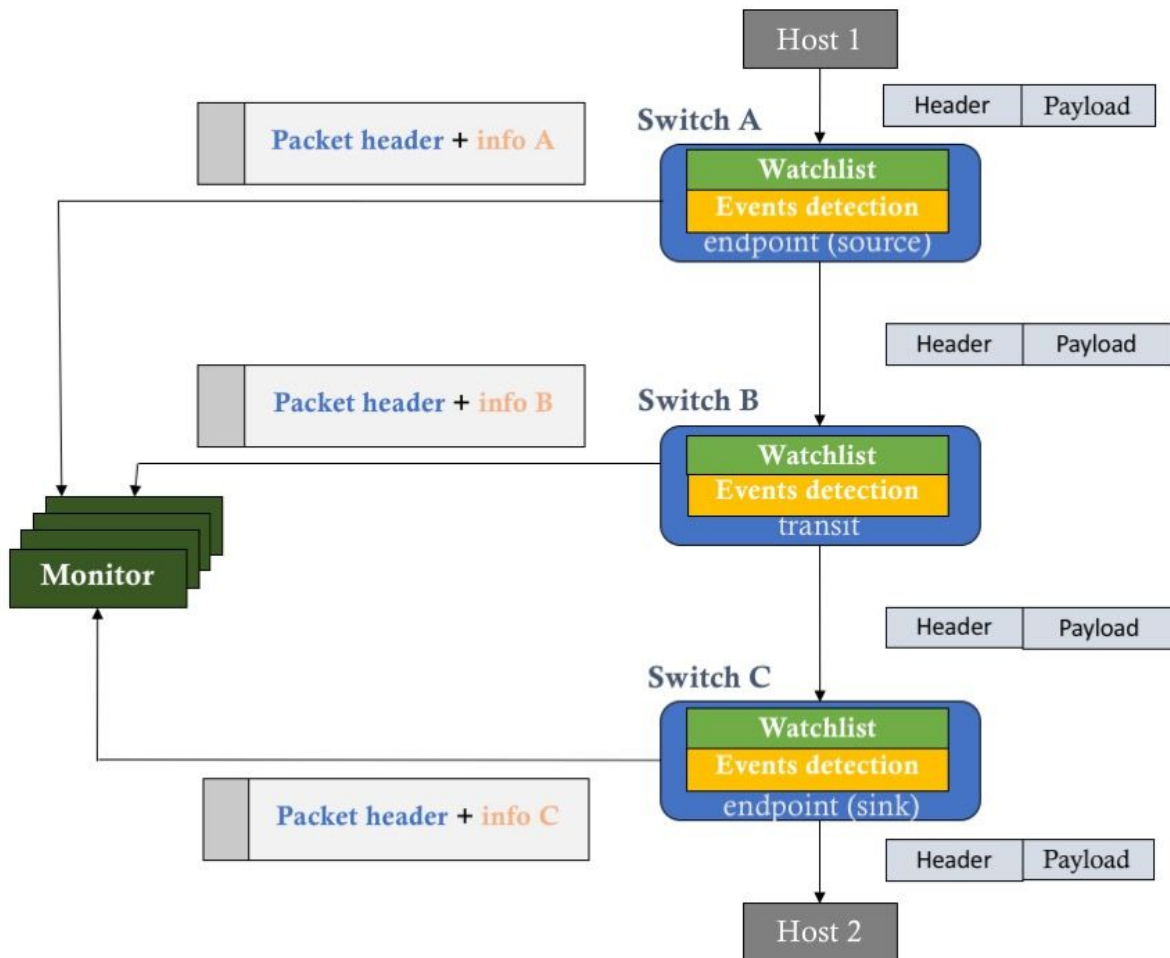 Host 1
Header Payload
Switch A
Packet header + info A
Watchlist
Events detection
endpoint (source)
Header Payload
Packet header + info B
Switch B
Watchlist
Events detection
transit
Monitor
Header Payload
Switch C
Watchlist
Events detection
endpoint (sink)
Packet header + info C
Header Payload
Host 2